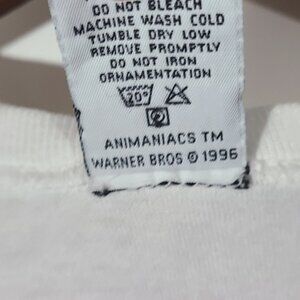 DO NOT BLEACH
MACHINE WASH COLD
TUMBLE DRY LOW
REMOVE PROMPTLY
DO NOT IRON
ORNAMENTATION
20°
P
ANIMANIACS TM
WARNER BROS © 1996